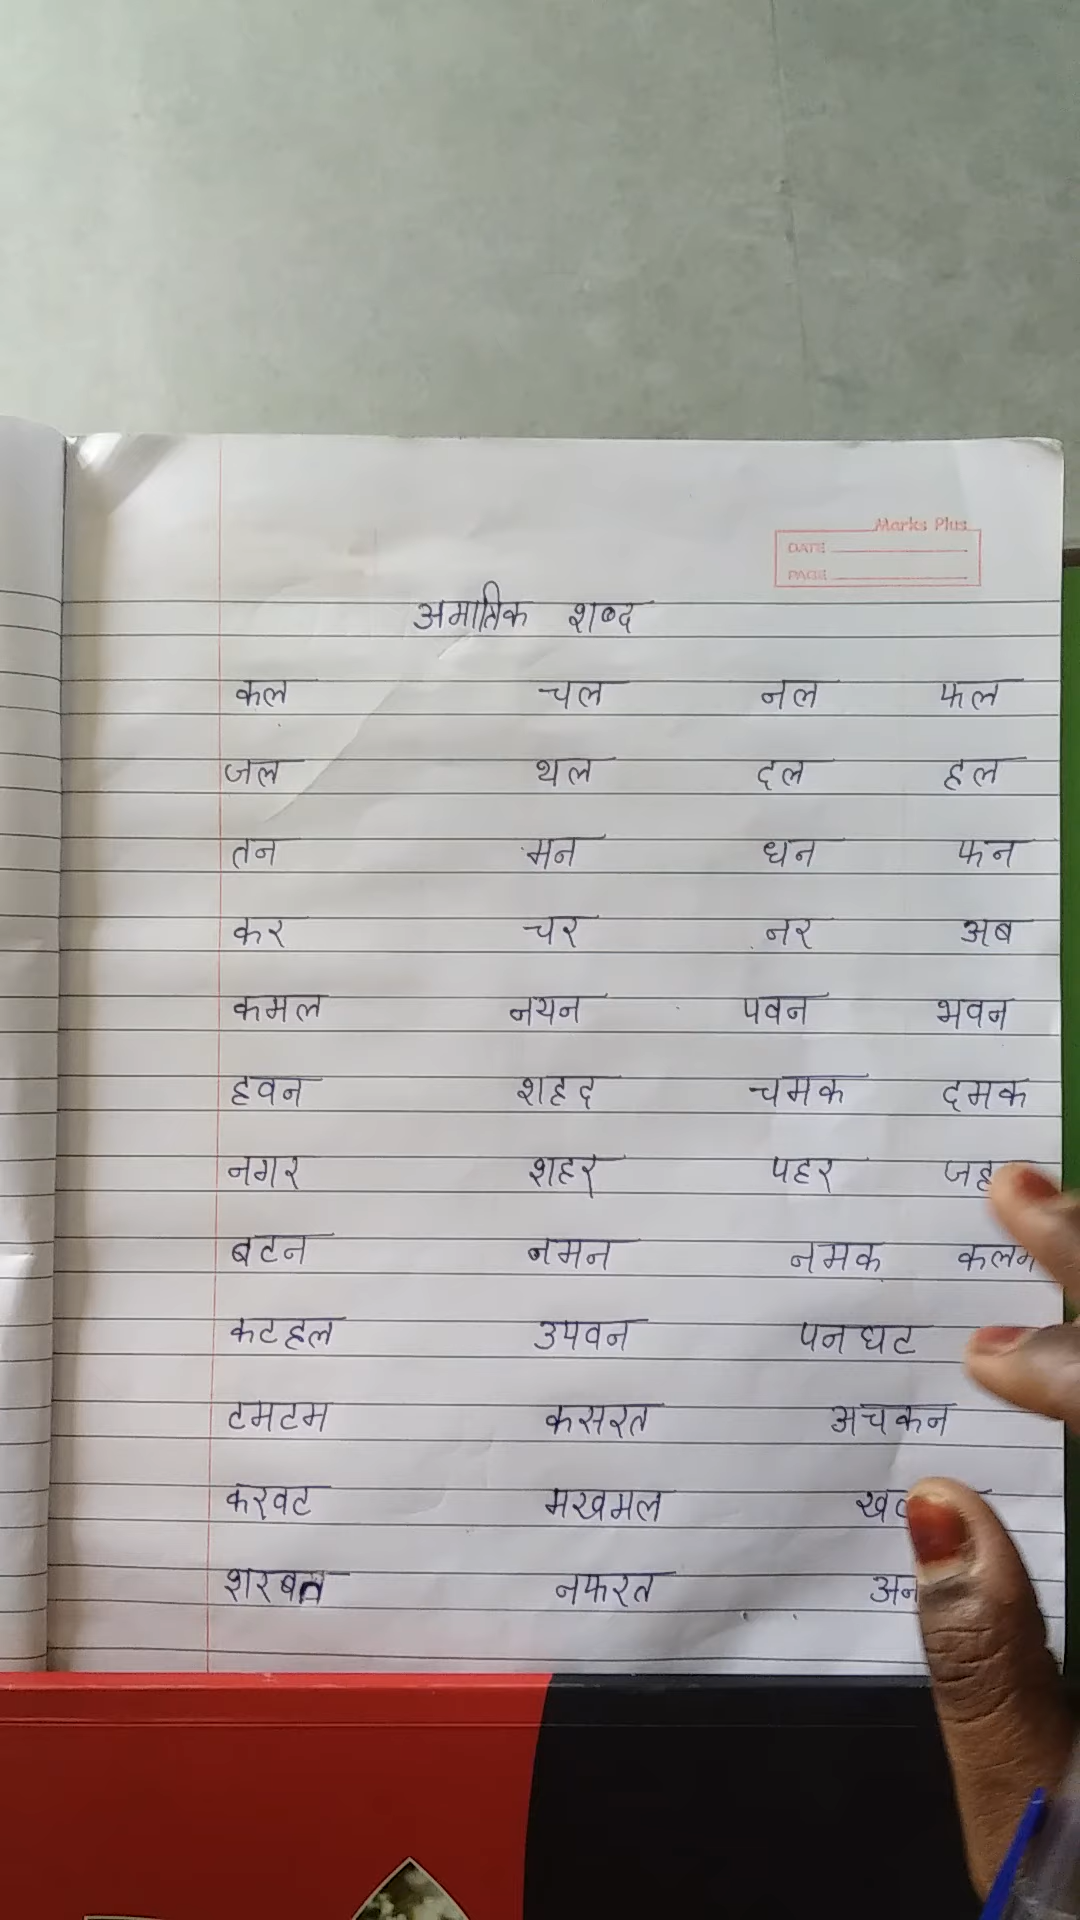 Marks Plus
DATE
PAGE
अमात्रिक शब्द
कल चल नल फल
जल थल दल हल
तन मन धन फन
कर चर नर अब
कमल नयन पवन भवन
हवन शहद चमक दमक
नगर शहर पहर
बटन नमन नमक कलम
कटहल उपवन पनघट
टमटम कसरत अचकन
करवट मखमल
शरबत नफरत